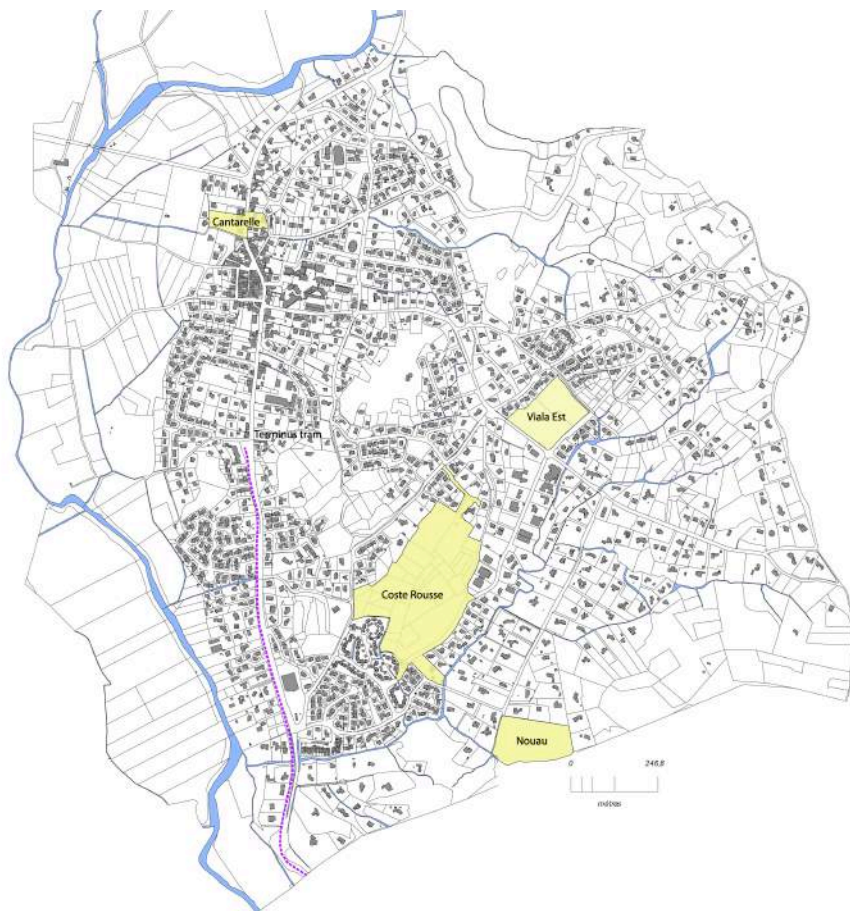 Cantarelle
Viala Est
Terminus tram
Coste Rousse
Nouau
0 246,8
mètres